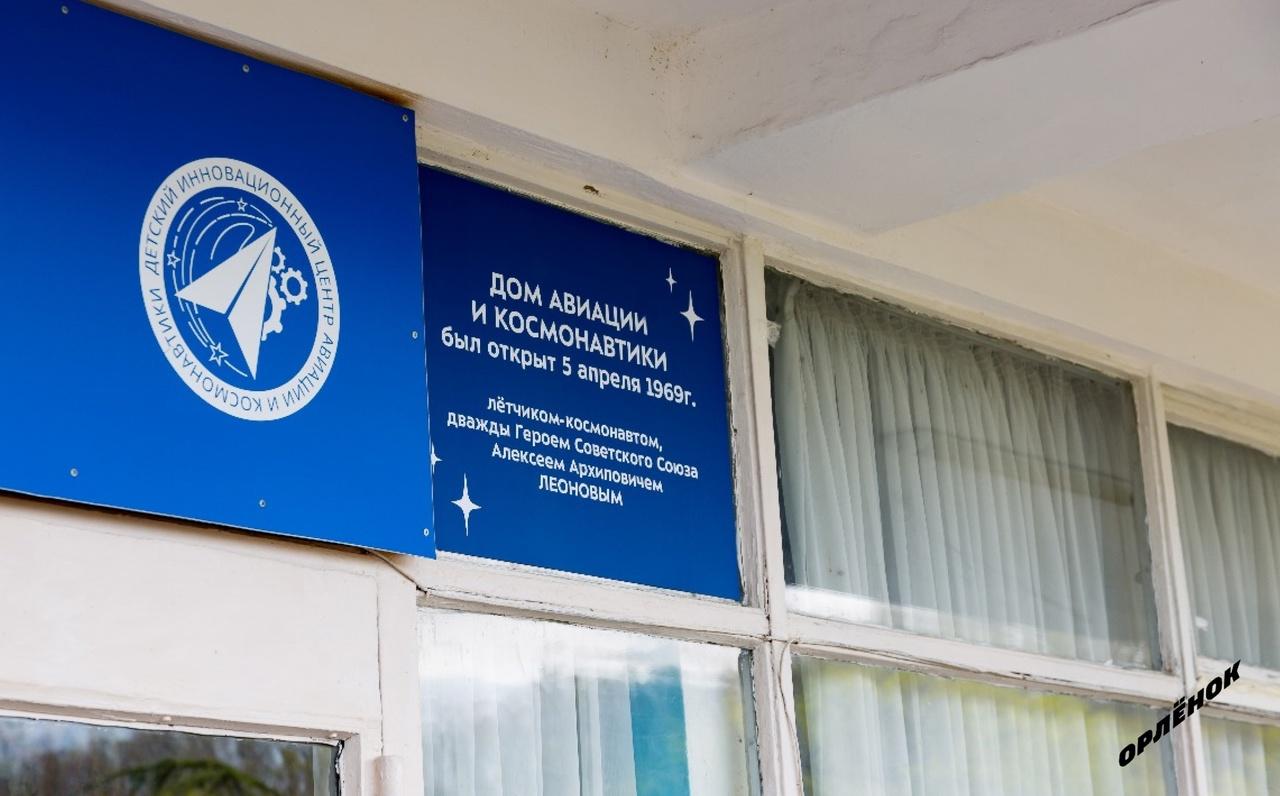 ДЕТСКИЙ ИННОВАЦИОННЫЙ ЦЕНТР АВИАЦИИ И КОСМОНАВТИКИ
ДОМ АВИАЦИИ
И КОСМОНАВТИКИ
был открыт 5 апреля 1969г.
лётчиком-космонавтом,
дважды Героем Советского Союза
Алексеем Архиповичем
ЛЕОНОВЫМ
ОРЛЁНОК